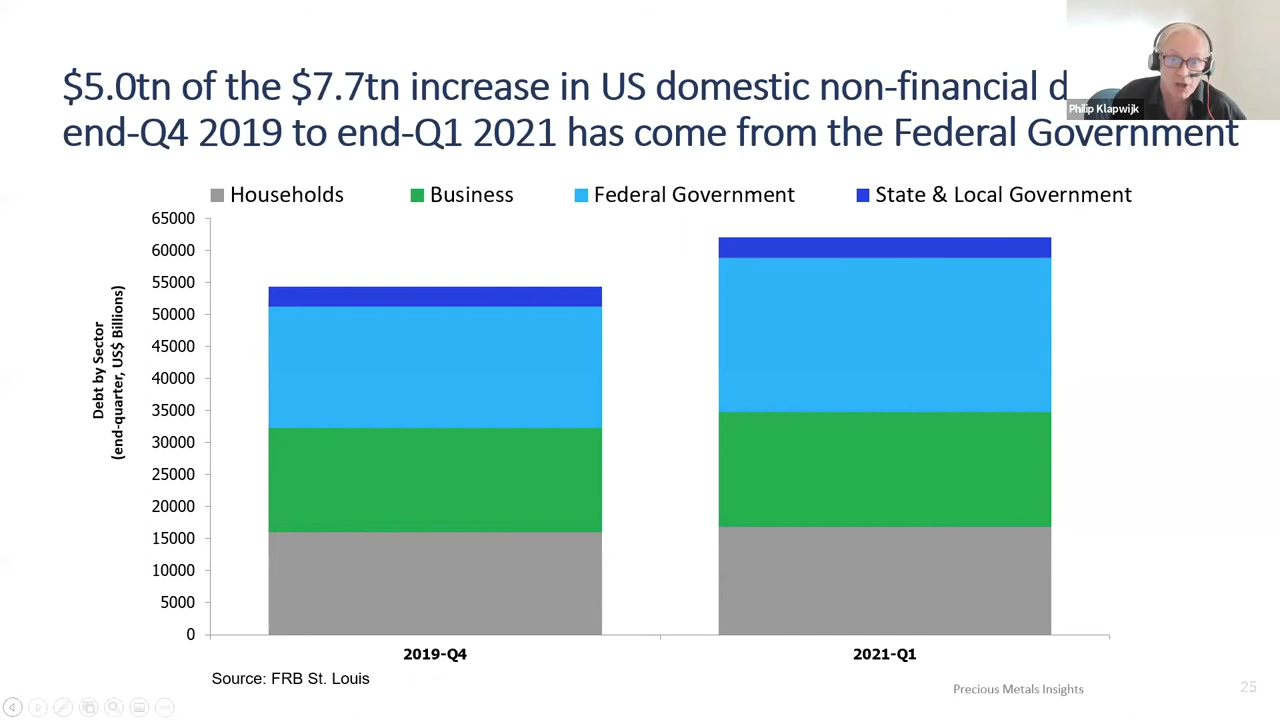 $5.0tn of the $7.7tn increase in US domestic non-financial d
Philip Klapwijk
end-Q4 2019 to end-Q1 2021 has come from the Federal Government
Households
Business
Federal Government
State & Local Government
Debt by Sector
(end-quarter, US$ Billions)
65000
60000
55000
50000
45000
40000
35000
30000
25000
20000
15000
10000
5000
0
2019-Q4
2021-Q1
Source: FRB St. Louis
Precious Metals Insights
25